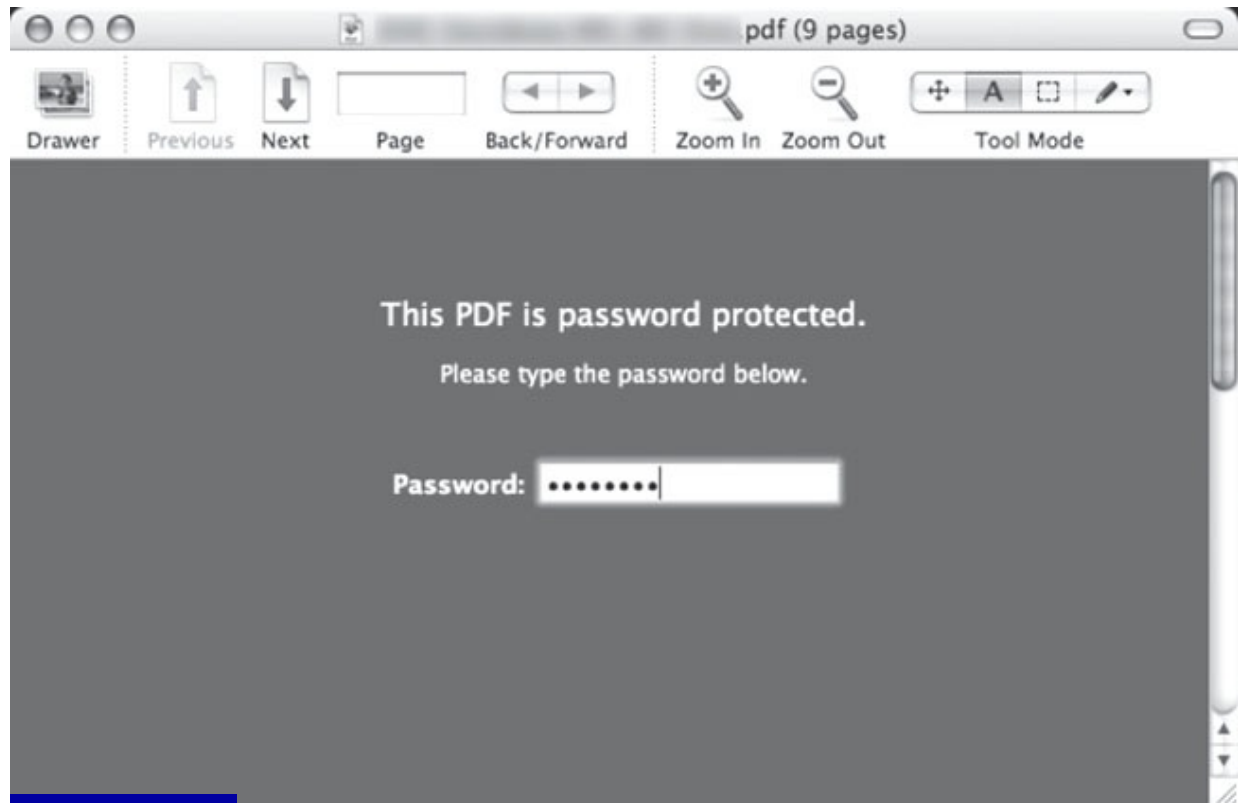 .pdf (9 pages)
Drawer Previous Next Page Back/Forward Zoom In Zoom Out Tool Mode
A
This PDF is password protected.
Please type the password below.
Password: ••••••••